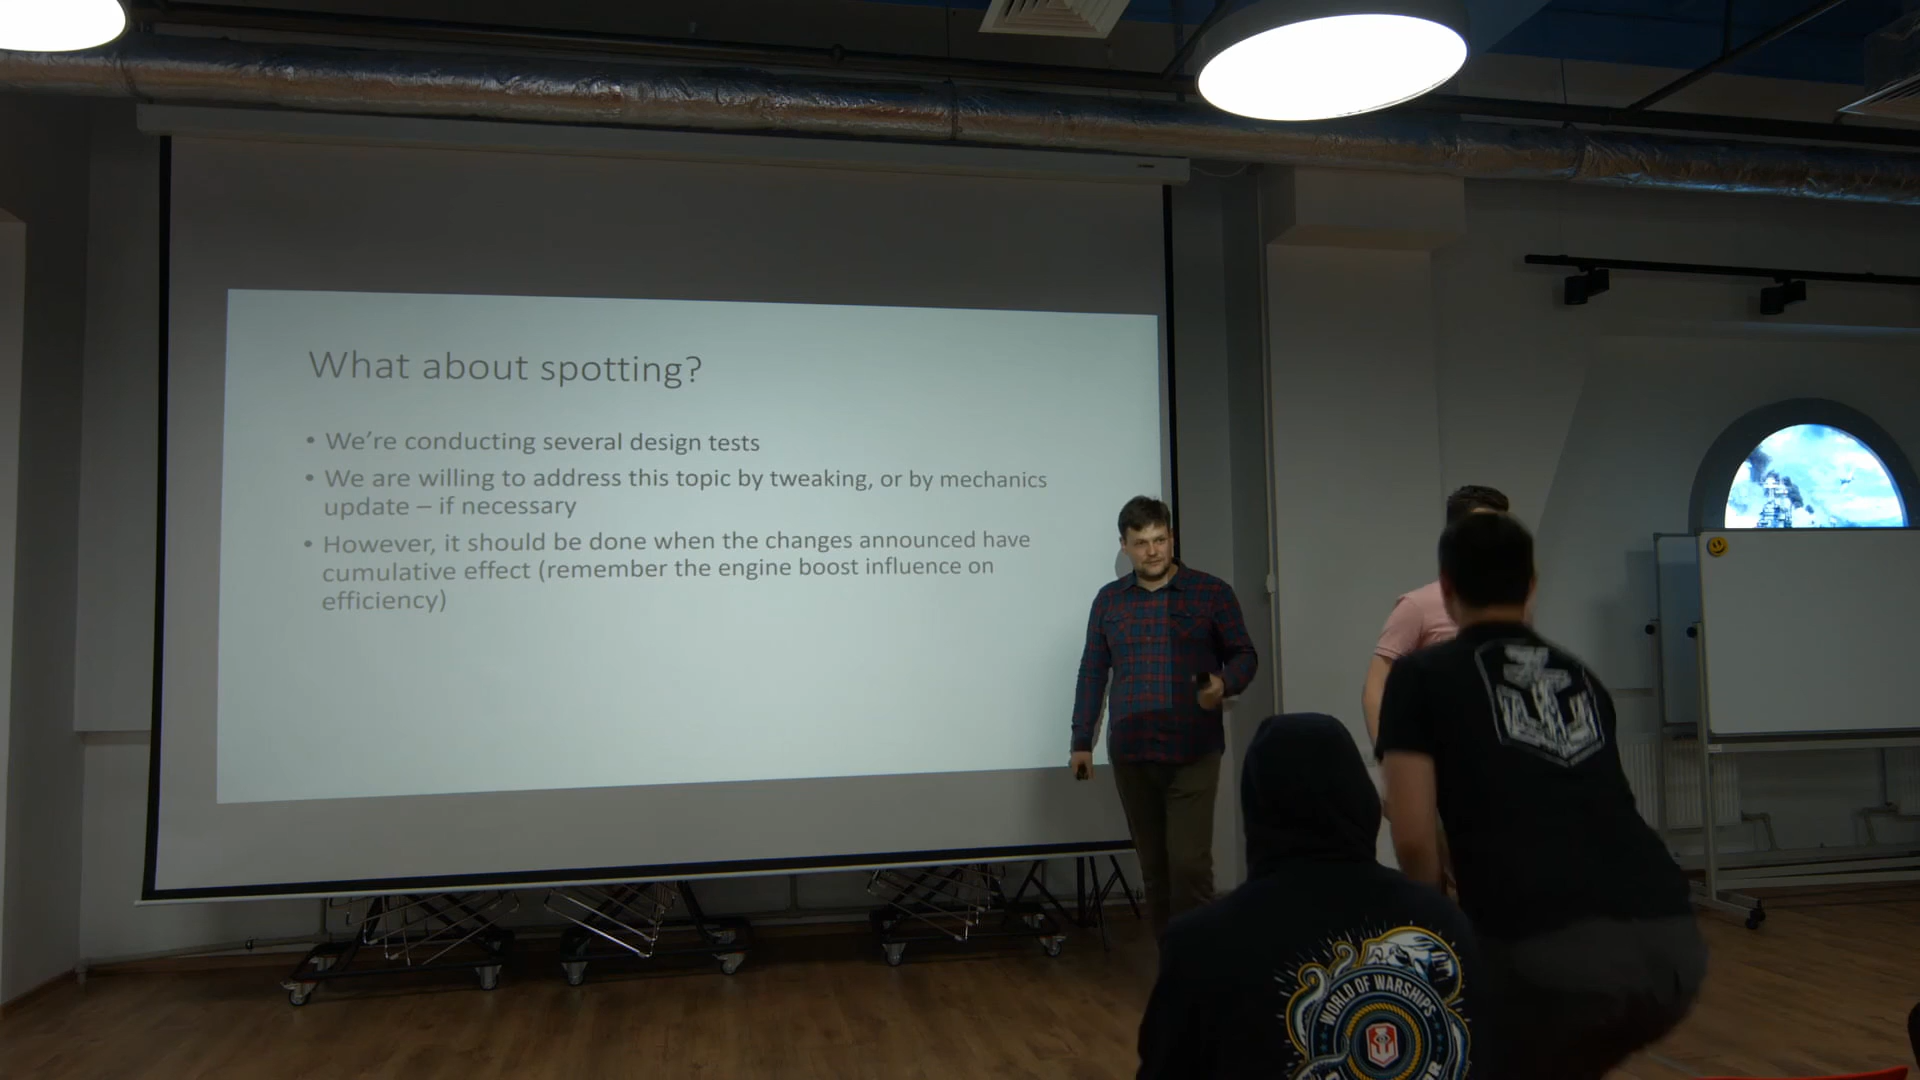 What about spotting?
• We're conducting several design tests
• We are willing to address this topic by tweaking, or by mechanics
update – if necessary
• However, it should be done when the changes announced have
cumulative effect (remember the engine boost influence on
efficiency)
WORLD OF WARSHIPS